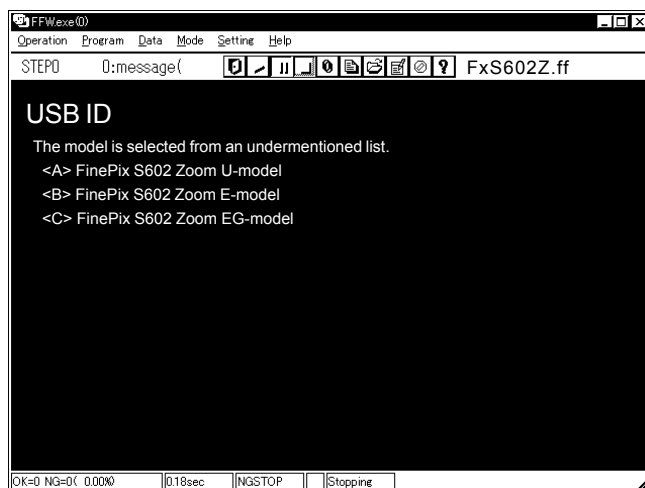 FFW.exe(0)
Operation Program Data Mode Setting Help
STEP0 0:message( FxS602Z.ff
USB ID
The model is selected from an undermentioned list.
<A> FinePix S602 Zoom U-model
<B> FinePix S602 Zoom E-model
<C> FinePix S602 Zoom EG-model
OK=0 NG=0( 0.00%) 0.18sec NGSTOP Stopping